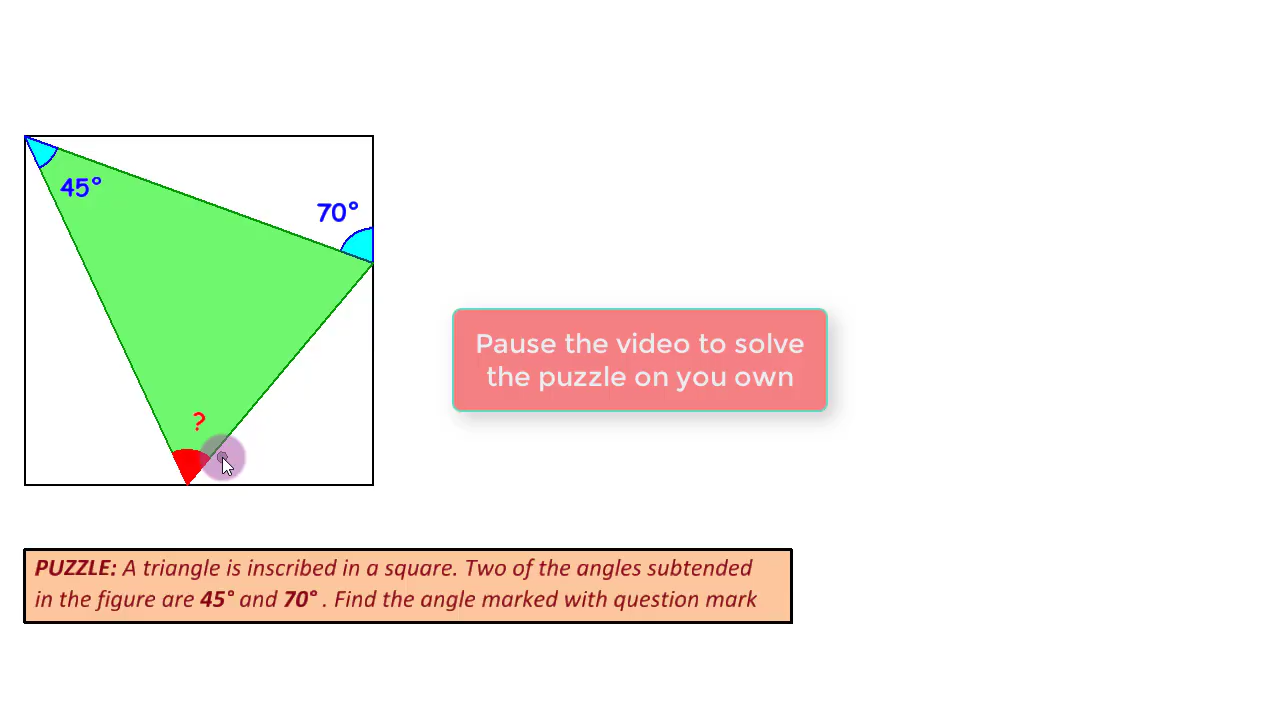 45°
70°
?
Pause the video to solve
the puzzle on you own
PUZZLE: A triangle is inscribed in a square. Two of the angles subtended
in the figure are 45° and 70° . Find the angle marked with question mark